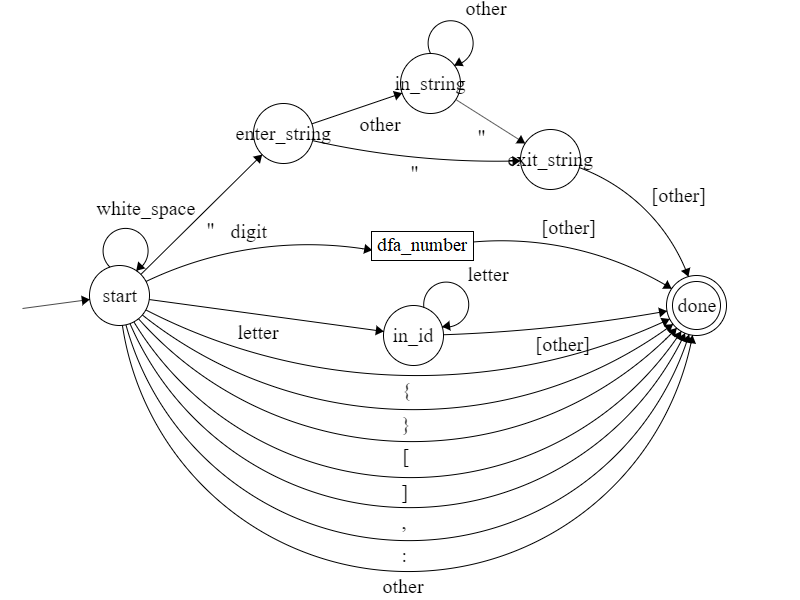 other
in_string
enter_string
other
"
exit_string
"
[other]
white_space
"
digit
dfa_number
[other]
letter
start
done
in_id
letter
[other]
{
}
[
]
,
:
other